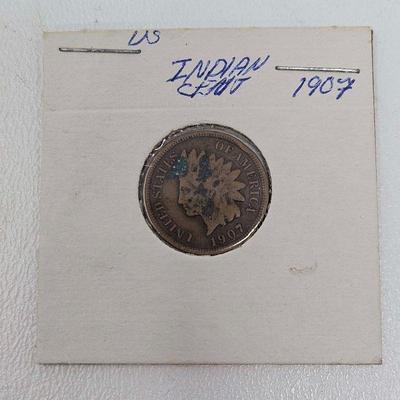 US
INDIAN
CENT 1907
UNITED STATES OF AMERICA
1907